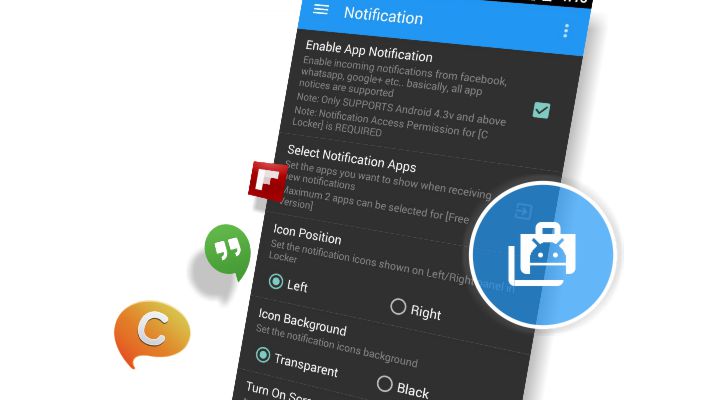 Notification
Enable App Notification
Enable incoming notifications from facebook,
whatsapp, google+ etc.. basically, all app
notices are supported
Note: Only SUPPORTS Android 4.3v and above
Note: Notification Access Permission for [C
Locker] is REQUIRED
Select Notification Apps
Set the apps you want to show when receiving
new notifications
Maximum 2 apps can be selected for [Free
Version]
Icon Position
Set the notification icons shown on Left/Right panel in
Locker
Left
Right
Icon Background
Set the notification icons background
Transparent
Black
Turn On
C